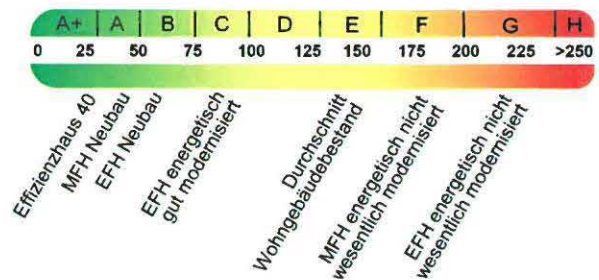 A+ A B C D E F G H
0 25 50 75 100 125 150 175 200 225 >250
Effizienzhaus 40
MFH Neubau
EFH Neubau
EFH energetisch
gut modernisiert
Durchschnitt
Wohngebäudebestand
MFH energetisch nicht
wesentlich modernisiert
EFH energetisch nicht
wesentlich modernisiert